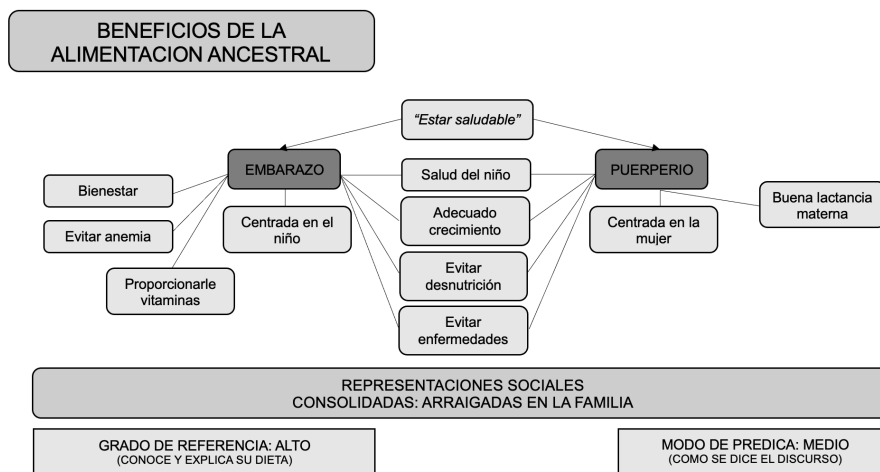 BENEFICIOS DE LA
ALIMENTACION ANCESTRAL
“Estar saludable”
EMBARAZO
PUERPERIO
Bienestar
Evitar anemia
Proporcionarle
vitaminas
Centrada en el
niño
Salud del niño
Adecuado
crecimiento
Evitar
desnutrición
Evitar
enfermedades
Centrada en la
mujer
Buena lactancia
materna
REPRESENTACIONES SOCIALES
CONSOLIDADAS: ARRAIGADAS EN LA FAMILIA
GRADO DE REFERENCIA: ALTO
(CONOCE Y EXPLICA SU DIETA)
MODO DE PREDICA: MEDIO
(COMO SE DICE EL DISCURSO)